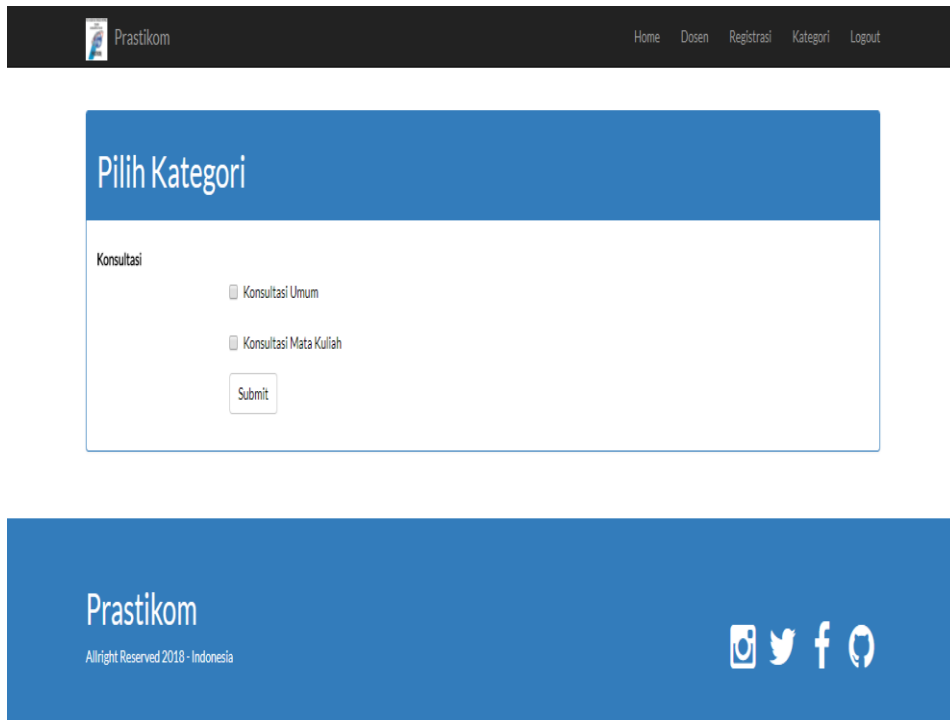 Prastikom
Home Dosen Registrasi Kategori Logout
Pilih Kategori
Konsultasi
Konsultasi Umum
Konsultasi Mata Kuliah
Submit
Prastikom
Allright Reserved 2018 - Indonesia